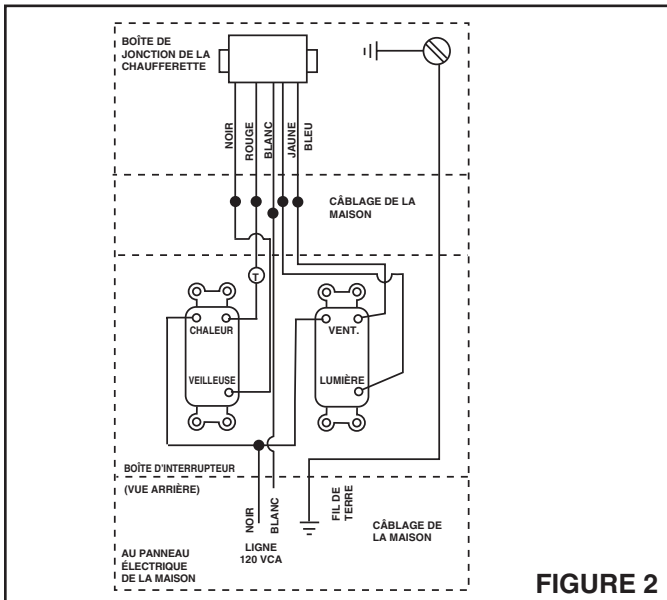 BOÎTE DE
JONCTION DE LA
CHAUFFERETTE
NOIR
ROUGE
BLANC
JAUNE
BLEU
CÂBLAGE DE LA
MAISON
T
CHALEUR
VENT.
VEILLEUSE
LUMIÈRE
BOÎTE D'INTERRUPTEUR
(VUE ARRIÈRE)
NOIR
BLANC
FIL DE
TERRE
CÂBLAGE DE
LA MAISON
LIGNE
120 VCA
AU PANNEAU
ÉLECTRIQUE
DE LA MAISON
FIGURE 2